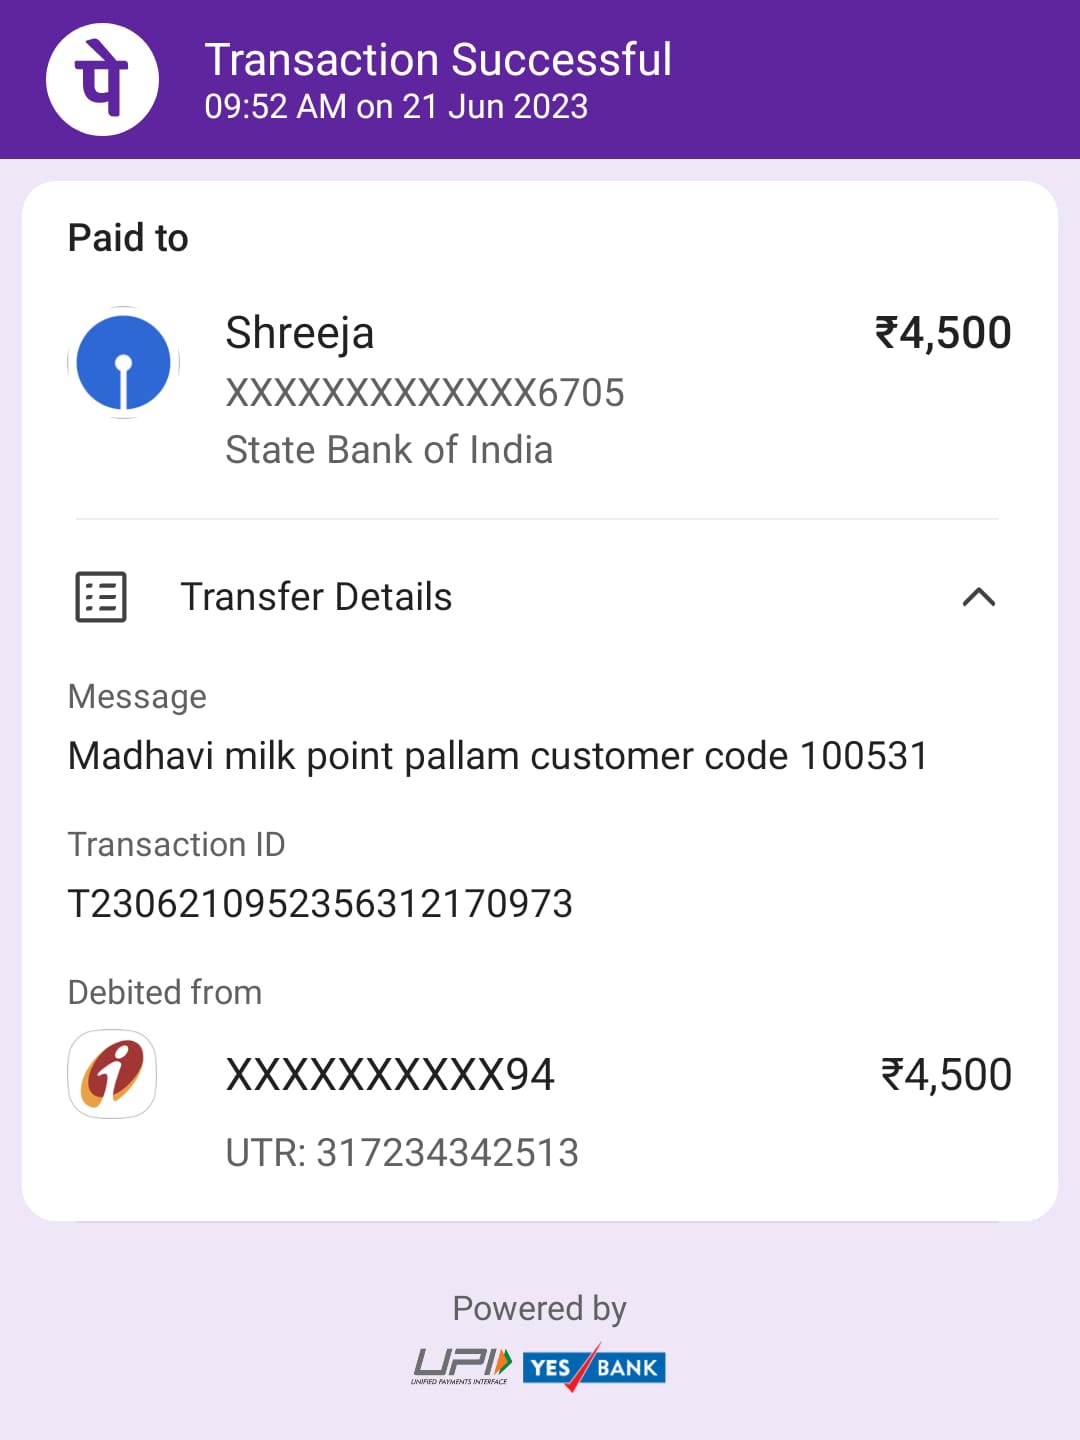 पे
Transaction Successful
09:52 AM on 21 Jun 2023
Paid to
Shreeja
₹4,500
XXXXXXXXXXXXX6705
State Bank of India
Transfer Details
Message
Madhavi milk point pallam customer code 100531
Transaction ID
T2306210952356312170973
Debited from
XXXXXXXXXX94
₹4,500
UTR: 317234342513
Powered by
UPI
UNIFIED PAYMENTS INTERFACE
YES BANK